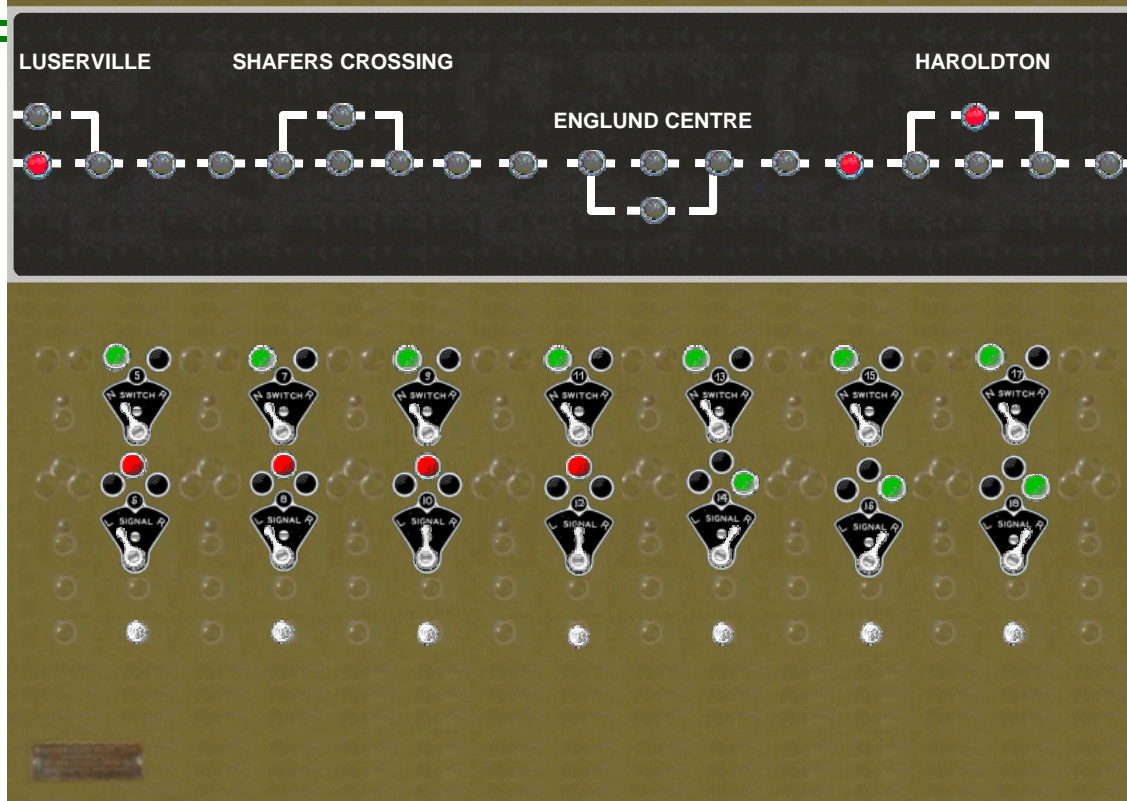 LUSERVILLE SHAFERS CROSSING HAROLDTON
ENGLUND CENTRE
5 7 9 11 13 15 17
N SWITCH R N SWITCH R N SWITCH R N SWITCH R N SWITCH R N SWITCH R N SWITCH R
6 8 10 12 14 16 18
L SIGNAL R L SIGNAL R L SIGNAL R L SIGNAL R L SIGNAL R L SIGNAL R L SIGNAL R